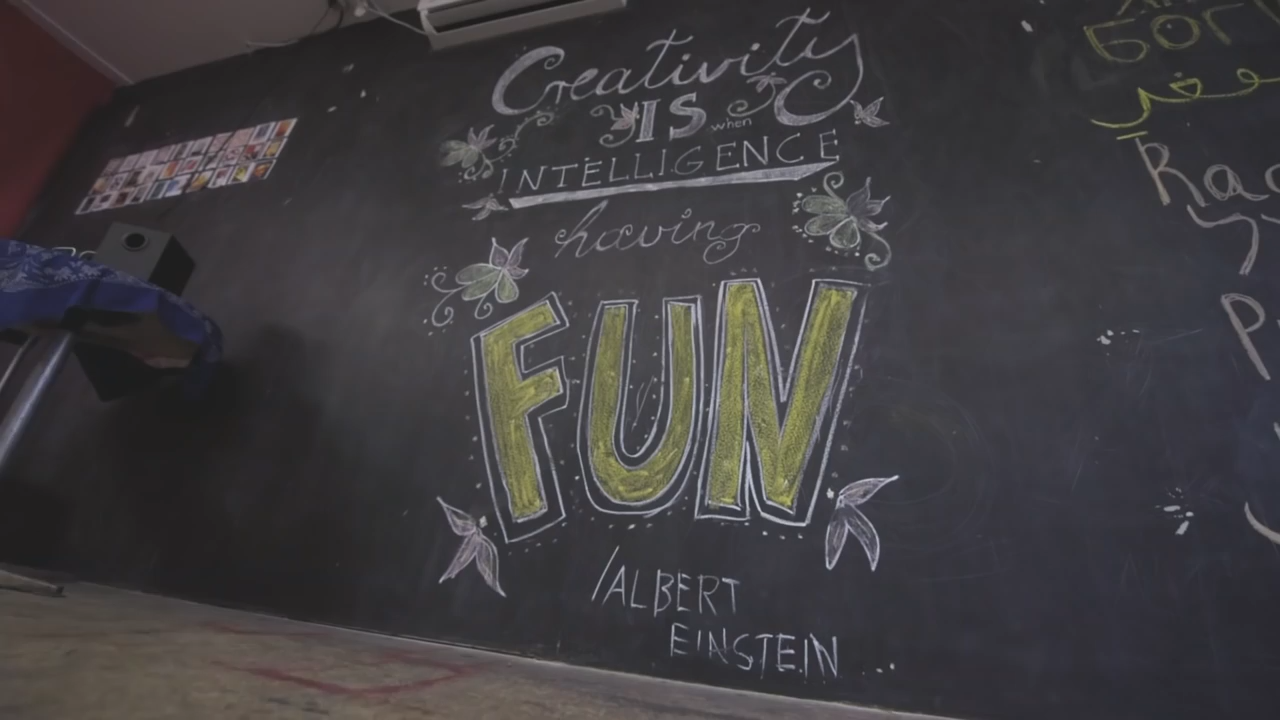 Creativity
IS when
INTELLIGENCE
having
FUN
/ALBERT
EINSTEIN